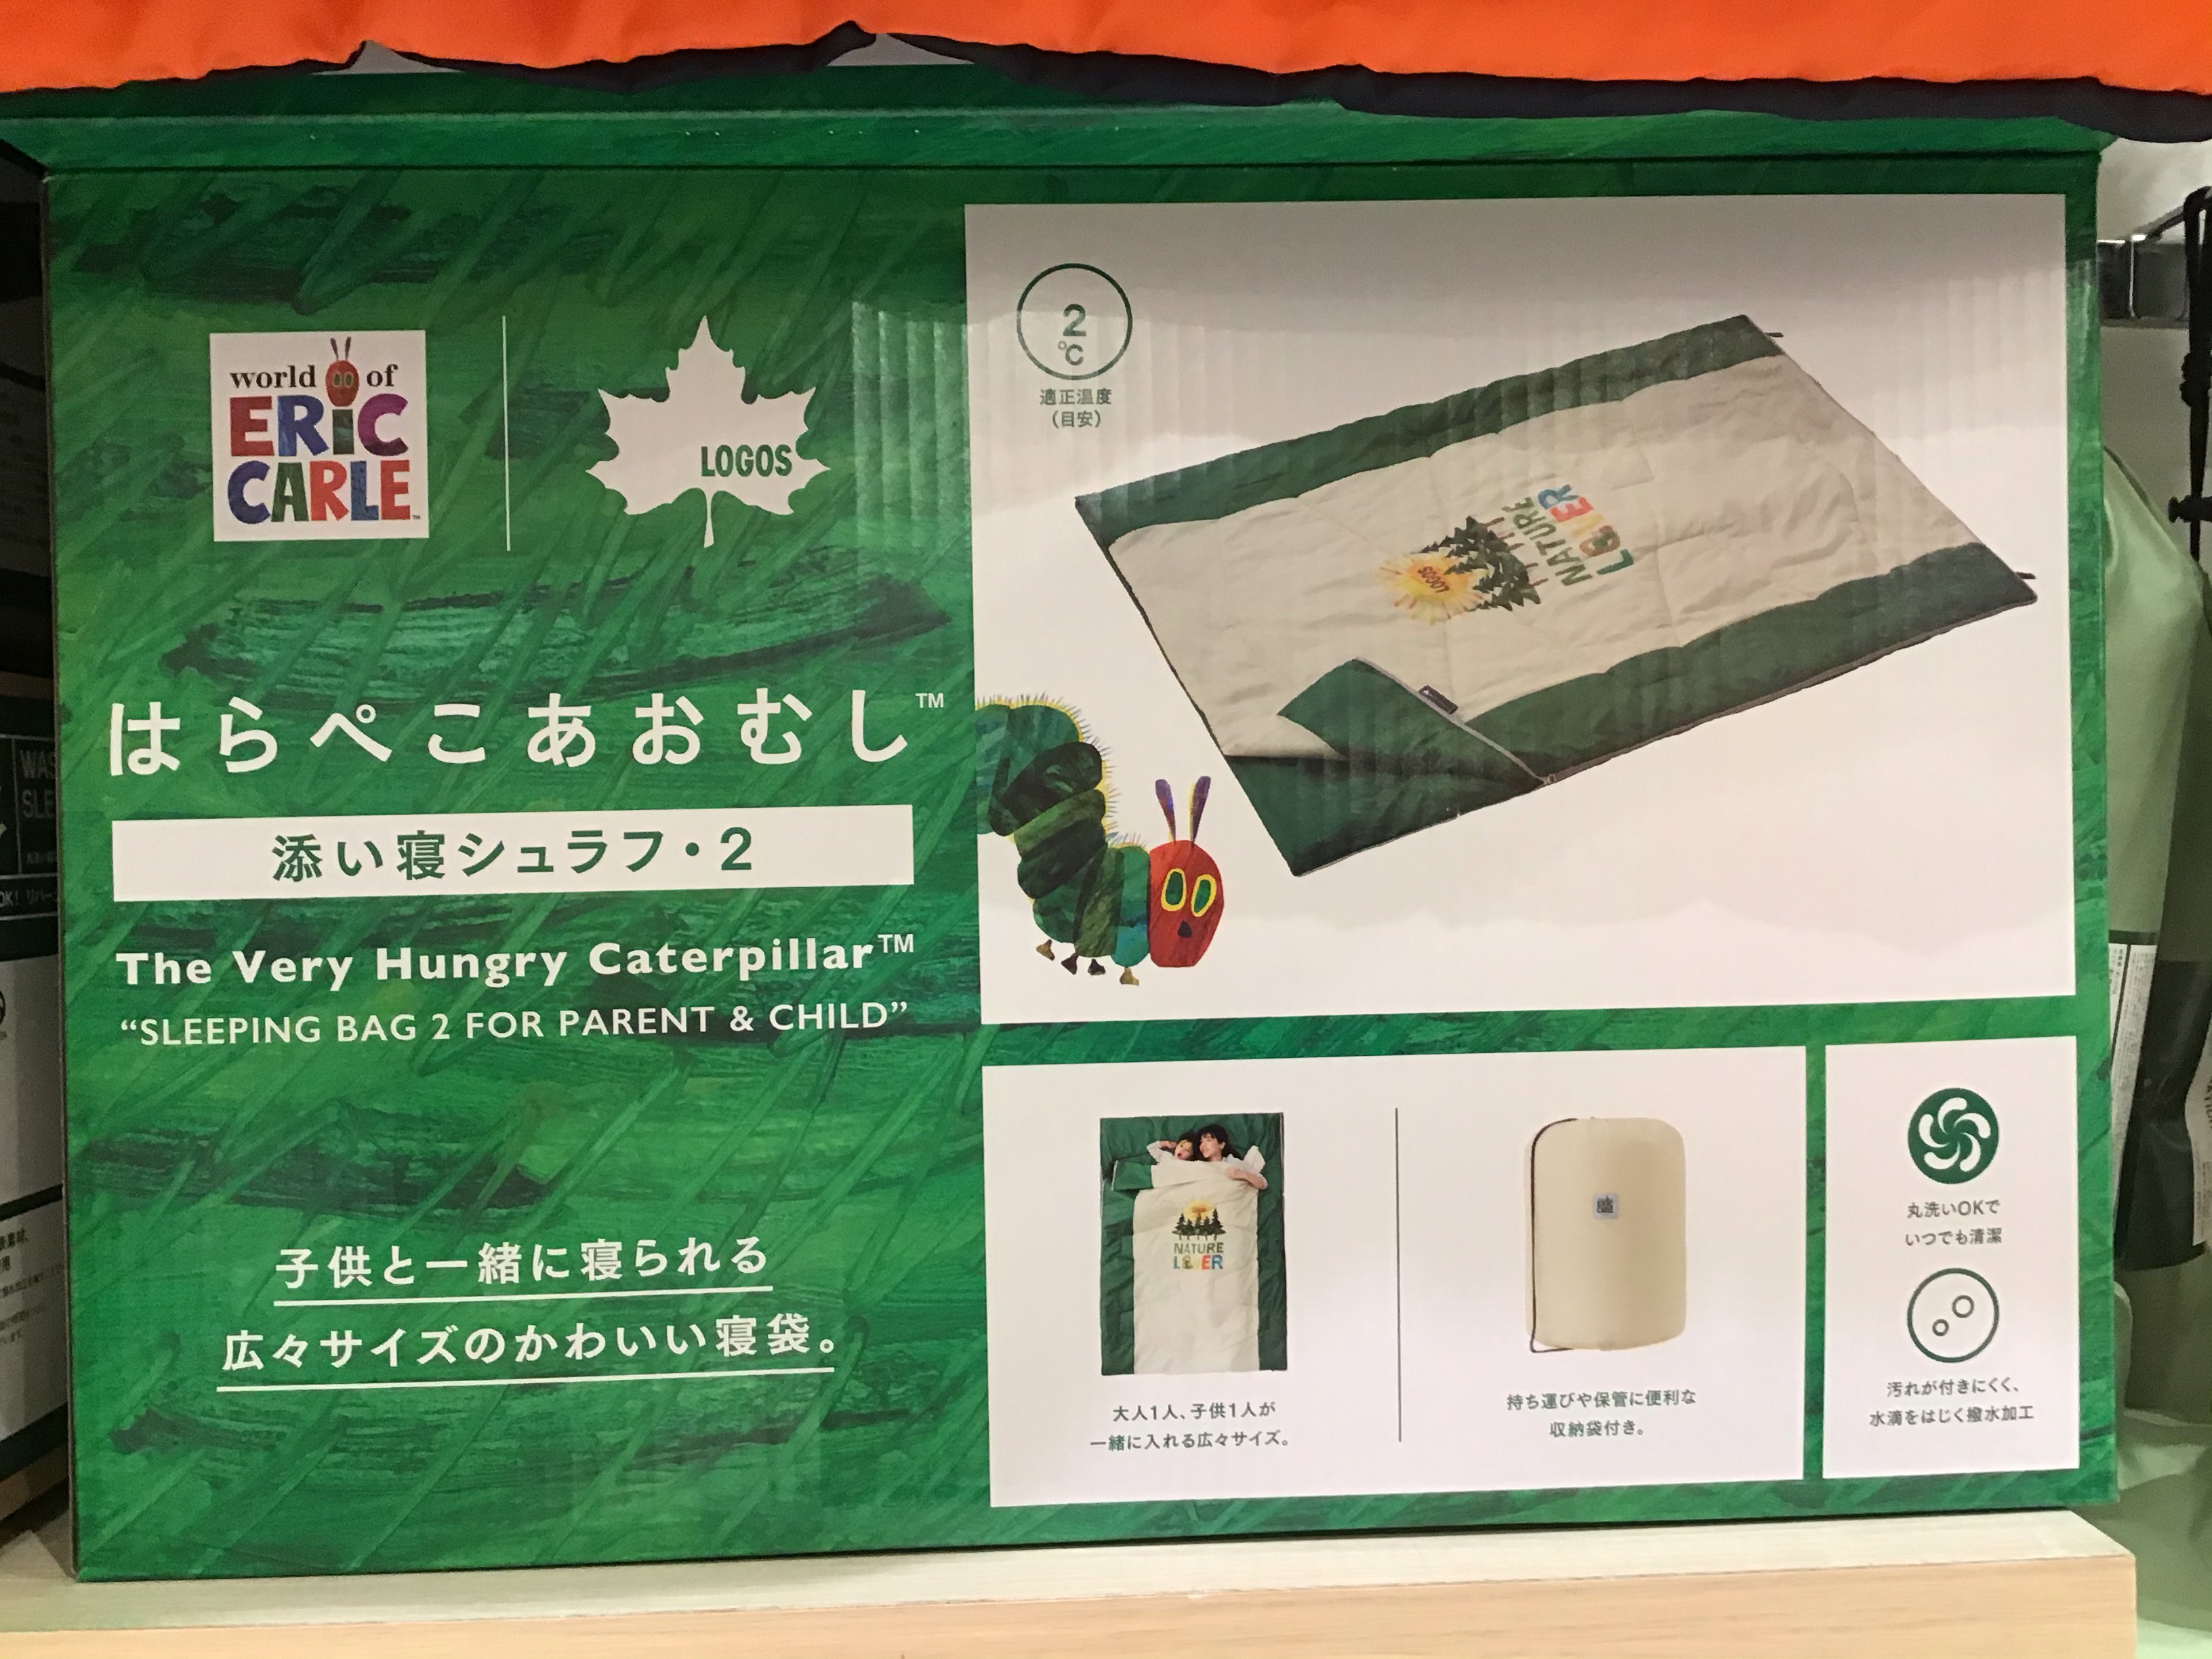 world of
ERiC
CARLE™
LOGOS
はらぺこあおむし™
添い寝シュラフ・2
The Very Hungry Caterpillar™
“SLEEPING BAG 2 FOR PARENT & CHILD”
子供と一緒に寝られる
広々サイズのかわいい寝袋。
2
℃
適正温度
（目安）
LOGOS
NATURE
LOVER
NATURE
LOVER
大人1人、子供1人が
一緒に入れる広々サイズ。
持ち運びや保管に便利な
収納袋付き。
丸洗いOKで
いつでも清潔
汚れが付きにくく、
水滴をはじく撥水加工
WAS
SLE